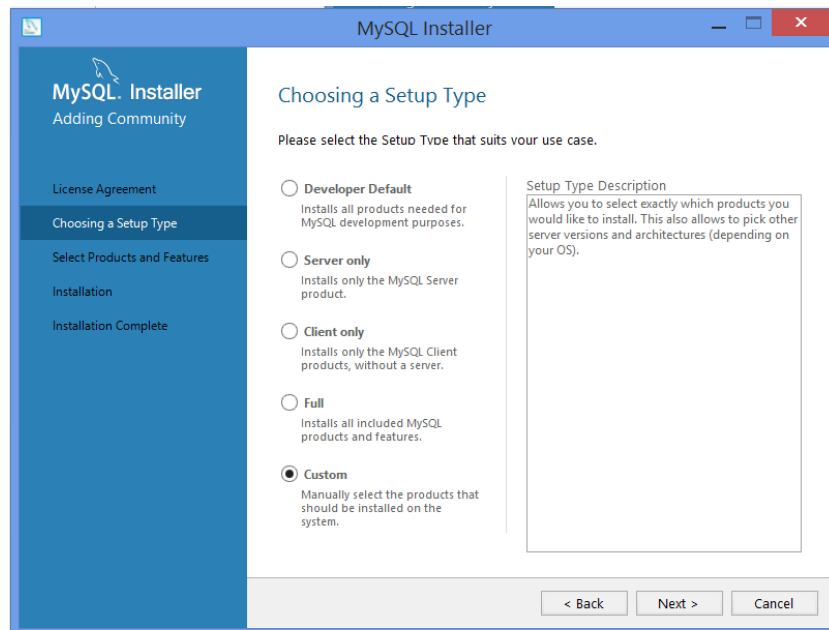 MySQL Installer
MySQL. Installer
Adding Community
License Agreement
Choosing a Setup Type
Select Products and Features
Installation
Installation Complete
Choosing a Setup Type
Please select the Setup Type that suits your use case.
Developer Default
Installs all products needed for
MySQL development purposes.
Server only
Installs only the MySQL Server
product.
Client only
Installs only the MySQL Client
products, without a server.
Full
Installs all included MySQL
products and features.
Custom
Manually select the products that
should be installed on the
system.
Setup Type Description
Allows you to select exactly which products you
would like to install. This also allows to pick other
server versions and architectures (depending on
your OS).
< Back
Next >
Cancel